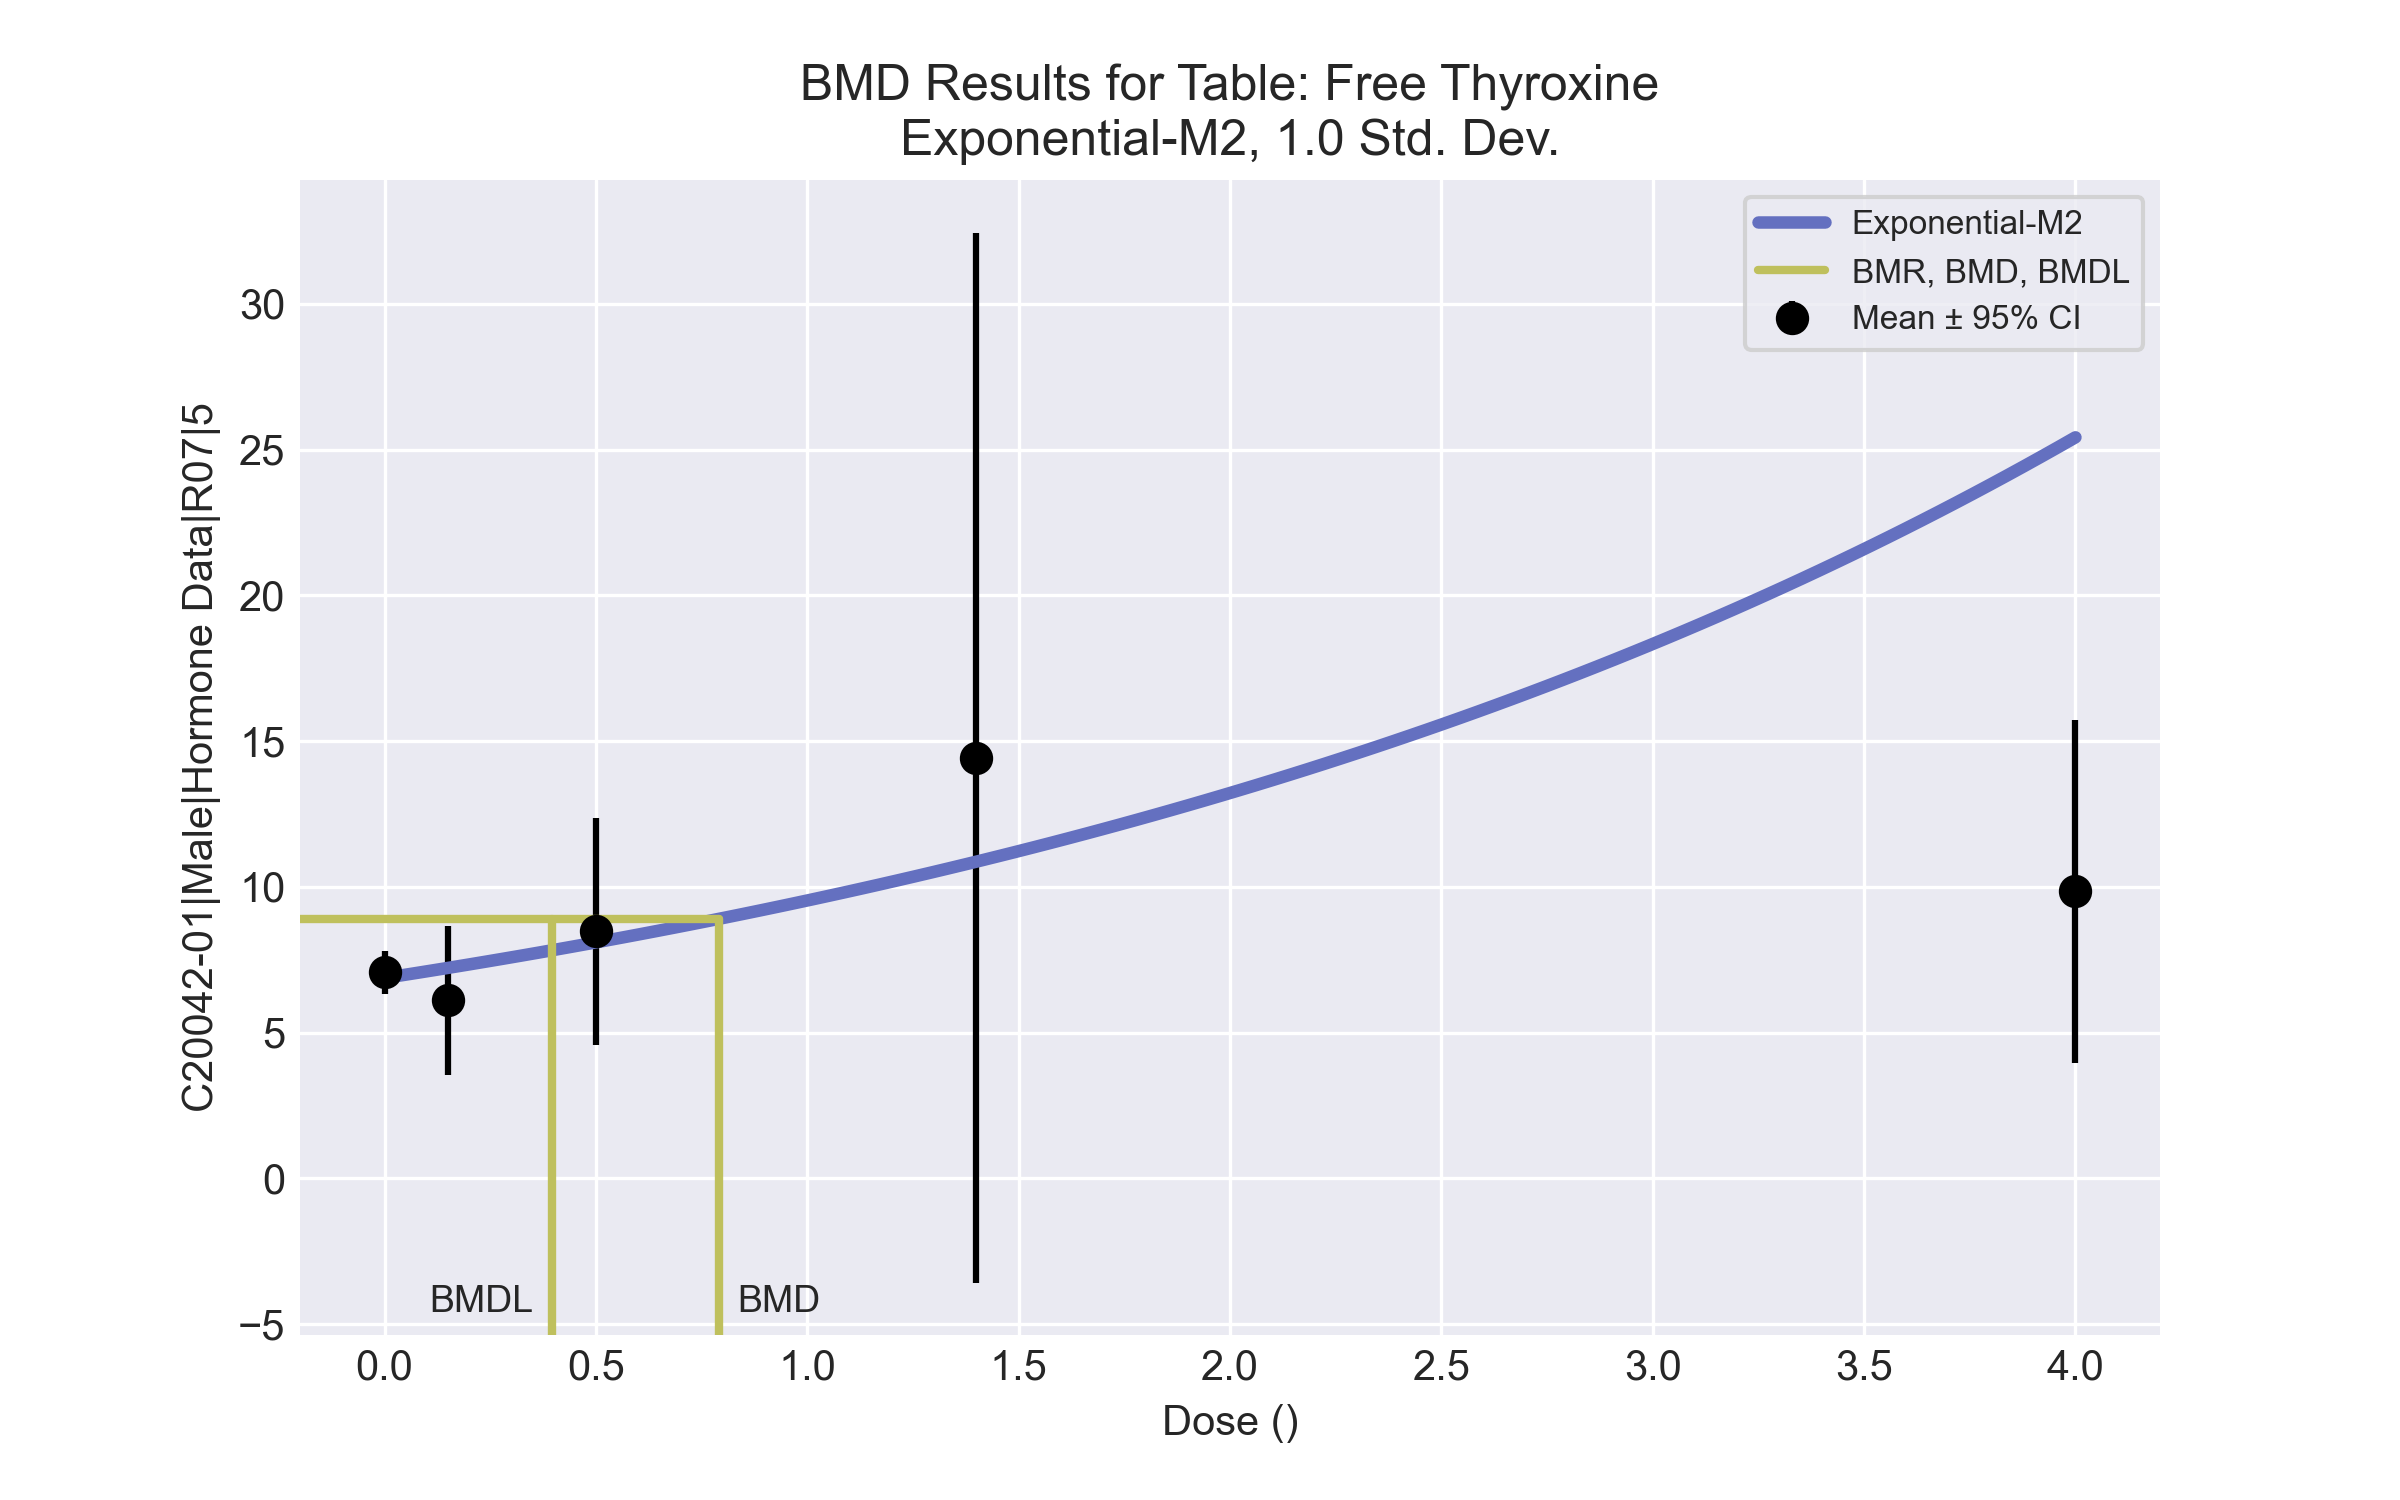 BMD Results for Table: Free Thyroxine
Exponential-M2, 1.0 Std. Dev.
Exponential-M2
BMR, BMD, BMDL
Mean ± 95% CI
C20042-01|Male|Hormone Data|R07|5
30
25
20
15
10
5
0
−5
BMDL
BMD
0.0
0.5
1.0
1.5
2.0
2.5
3.0
3.5
4.0
Dose ()